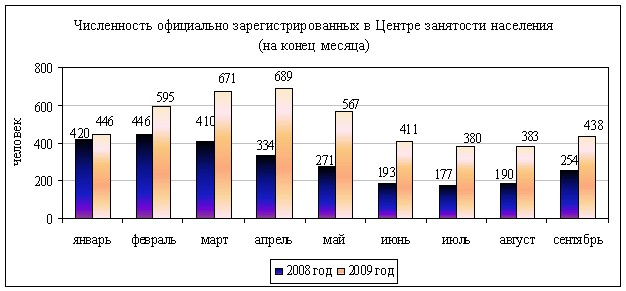 Численность официально зарегистрированных в Центре занятости населения
(на конец месяца)
человек
800
600
400
200
0
420 446 446 595 410 671 334 689 271 567 193 411 177 380 190 383 254 438
январь февраль март апрель май июнь июль август сентябрь
2008 год 2009 год